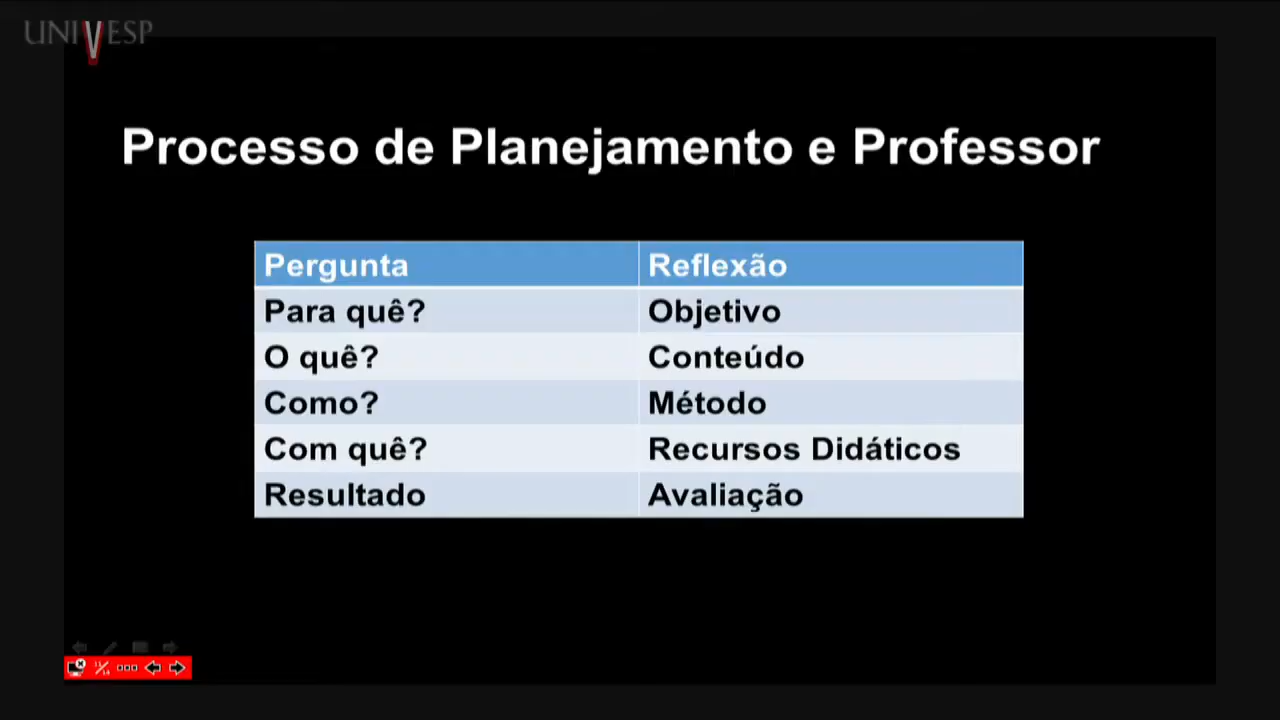 UNIVESP
Processo de Planejamento e Professor
Pergunta Reflexão
Para quê? Objetivo
O quê? Conteúdo
Como? Método
Com quê? Recursos Didáticos
Resultado Avaliação